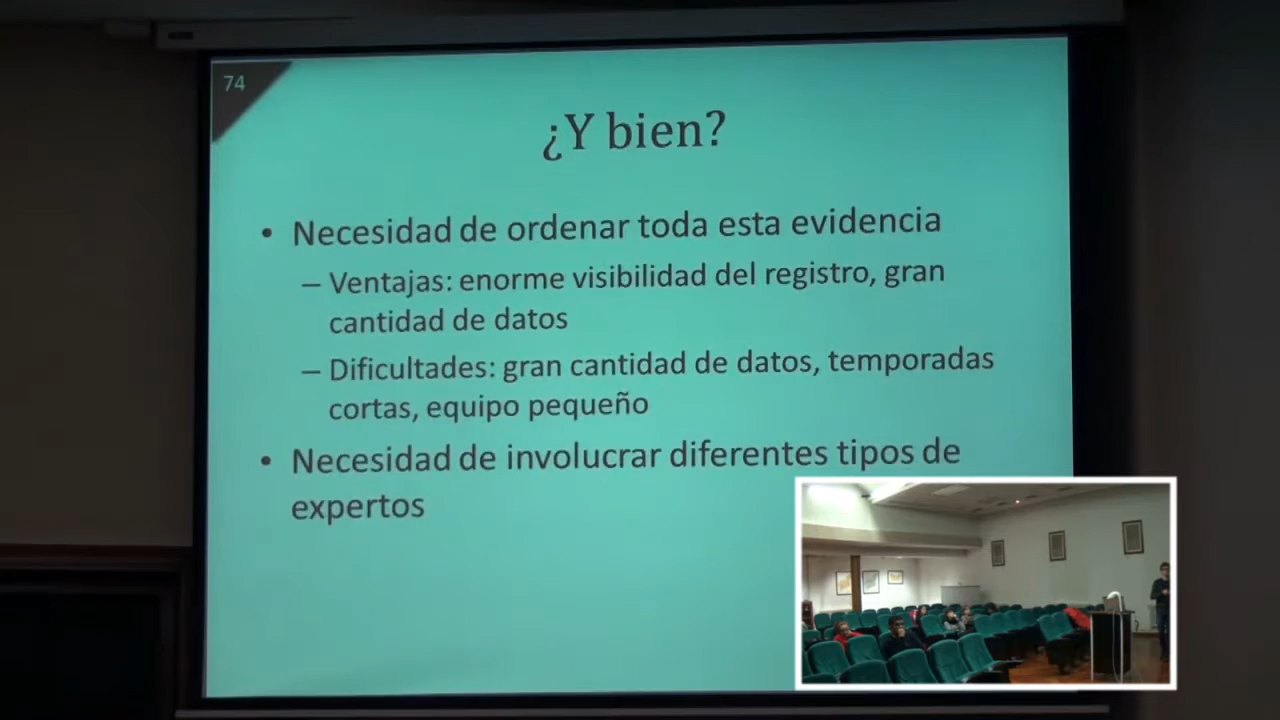 74
¿Y bien?
• Necesidad de ordenar toda esta evidencia
– Ventajas: enorme visibilidad del registro, gran
cantidad de datos
– Dificultades: gran cantidad de datos, temporadas
cortas, equipo pequeño
• Necesidad de involucrar diferentes tipos de
expertos